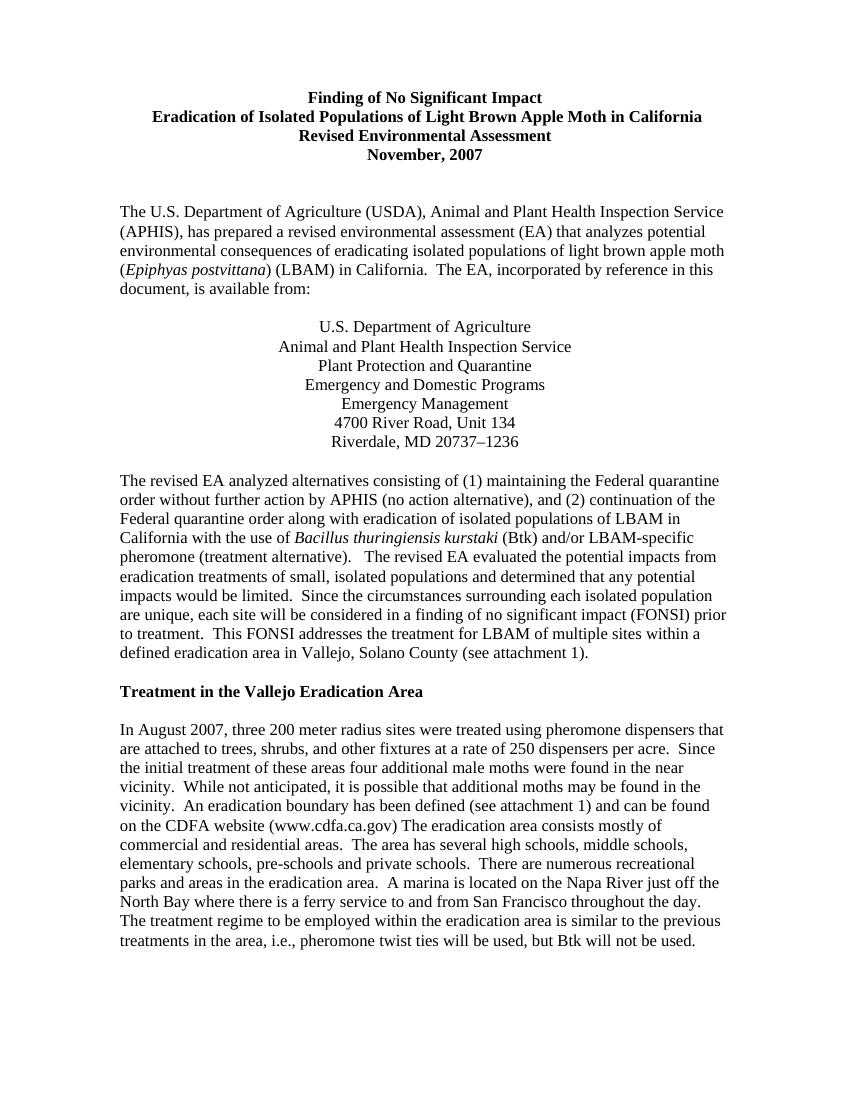 Finding of No Significant Impact
Eradication of Isolated Populations of Light Brown Apple Moth in California
Revised Environmental Assessment
November, 2007
The U.S. Department of Agriculture (USDA), Animal and Plant Health Inspection Service
(APHIS), has prepared a revised environmental assessment (EA) that analyzes potential
environmental consequences of eradicating isolated populations of light brown apple moth
(Epiphyas postvittana) (LBAM) in California.  The EA, incorporated by reference in this
document, is available from:
U.S. Department of Agriculture
Animal and Plant Health Inspection Service
Plant Protection and Quarantine
Emergency and Domestic Programs
Emergency Management
4700 River Road, Unit 134
Riverdale, MD 20737–1236
The revised EA analyzed alternatives consisting of (1) maintaining the Federal quarantine
order without further action by APHIS (no action alternative), and (2) continuation of the
Federal quarantine order along with eradication of isolated populations of LBAM in
California with the use of Bacillus thuringiensis kurstaki (Btk) and/or LBAM-specific
pheromone (treatment alternative).   The revised EA evaluated the potential impacts from
eradication treatments of small, isolated populations and determined that any potential
impacts would be limited.  Since the circumstances surrounding each isolated population
are unique, each site will be considered in a finding of no significant impact (FONSI) prior
to treatment.  This FONSI addresses the treatment for LBAM of multiple sites within a
defined eradication area in Vallejo, Solano County (see attachment 1).
Treatment in the Vallejo Eradication Area
In August 2007, three 200 meter radius sites were treated using pheromone dispensers that
are attached to trees, shrubs, and other fixtures at a rate of 250 dispensers per acre.  Since
the initial treatment of these areas four additional male moths were found in the near
vicinity.  While not anticipated, it is possible that additional moths may be found in the
vicinity.  An eradication boundary has been defined (see attachment 1) and can be found
on the CDFA website (www.cdfa.ca.gov) The eradication area consists mostly of
commercial and residential areas.  The area has several high schools, middle schools,
elementary schools, pre-schools and private schools.  There are numerous recreational
parks and areas in the eradication area.  A marina is located on the Napa River just off the
North Bay where there is a ferry service to and from San Francisco throughout the day.
The treatment regime to be employed within the eradication area is similar to the previous
treatments in the area, i.e., pheromone twist ties will be used, but Btk will not be used.